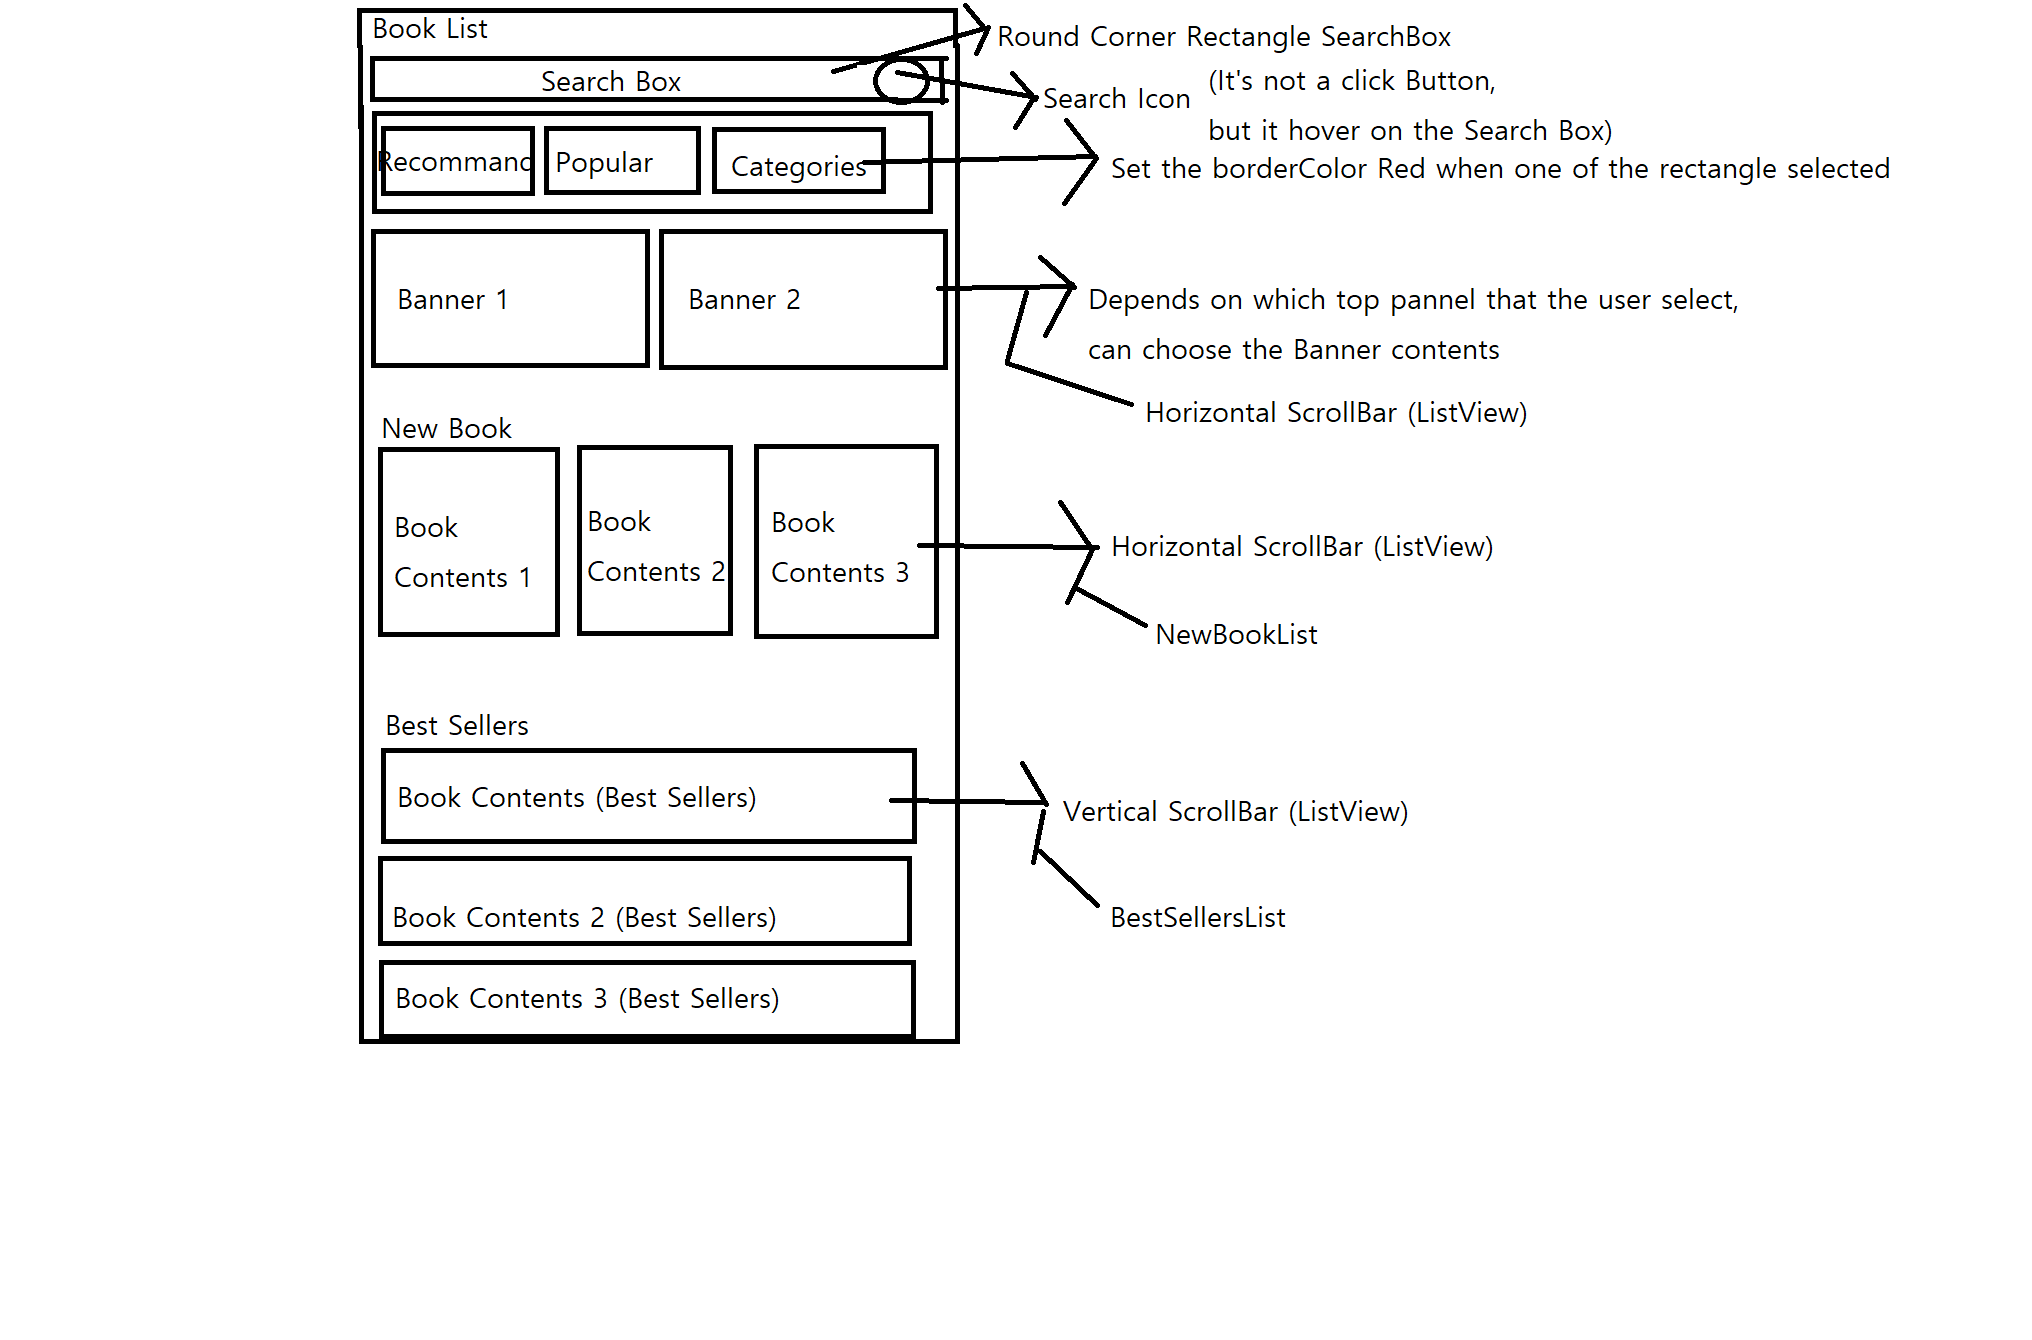 Book List
Round Corner Rectangle SearchBox
Search Box
Search Icon
(It's not a click Button,
but it hover on the Search Box)
Recommand
Popular
Categories
Set the borderColor Red when one of the rectangle selected
Banner 1
Banner 2
Depends on which top pannel that the user select,
can choose the Banner contents
Horizontal ScrollBar (ListView)
New Book
Book
Contents 1
Book
Contents 2
Book
Contents 3
Horizontal ScrollBar (ListView)
NewBookList
Best Sellers
Book Contents (Best Sellers)
Vertical ScrollBar (ListView)
Book Contents 2 (Best Sellers)
BestSellersList
Book Contents 3 (Best Sellers)